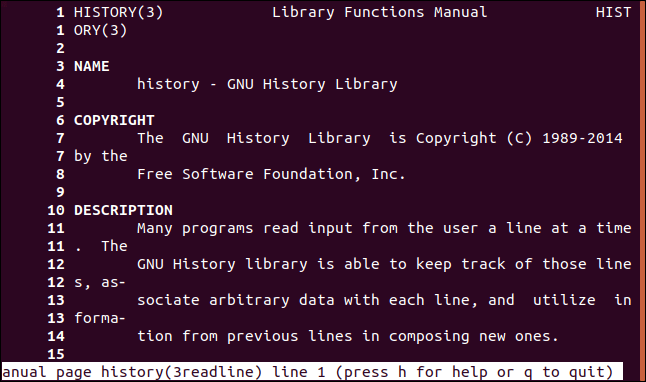 1 HISTORY(3)            Library Functions Manual            HIST
1 ORY(3)
2
3 NAME
4        history - GNU History Library
5
6 COPYRIGHT
7        The  GNU  History  Library  is Copyright (C) 1989-2014
7 by the
8        Free Software Foundation, Inc.
9
10 DESCRIPTION
11        Many programs read input from the user a line at a time
11 .  The
12        GNU History library is able to keep track of those line
12 s, as-
13        sociate arbitrary data with each line, and  utilize  in
13 forma-
14        tion from previous lines in composing new ones.
15
anual page history(3readline) line 1 (press h for help or q to quit)